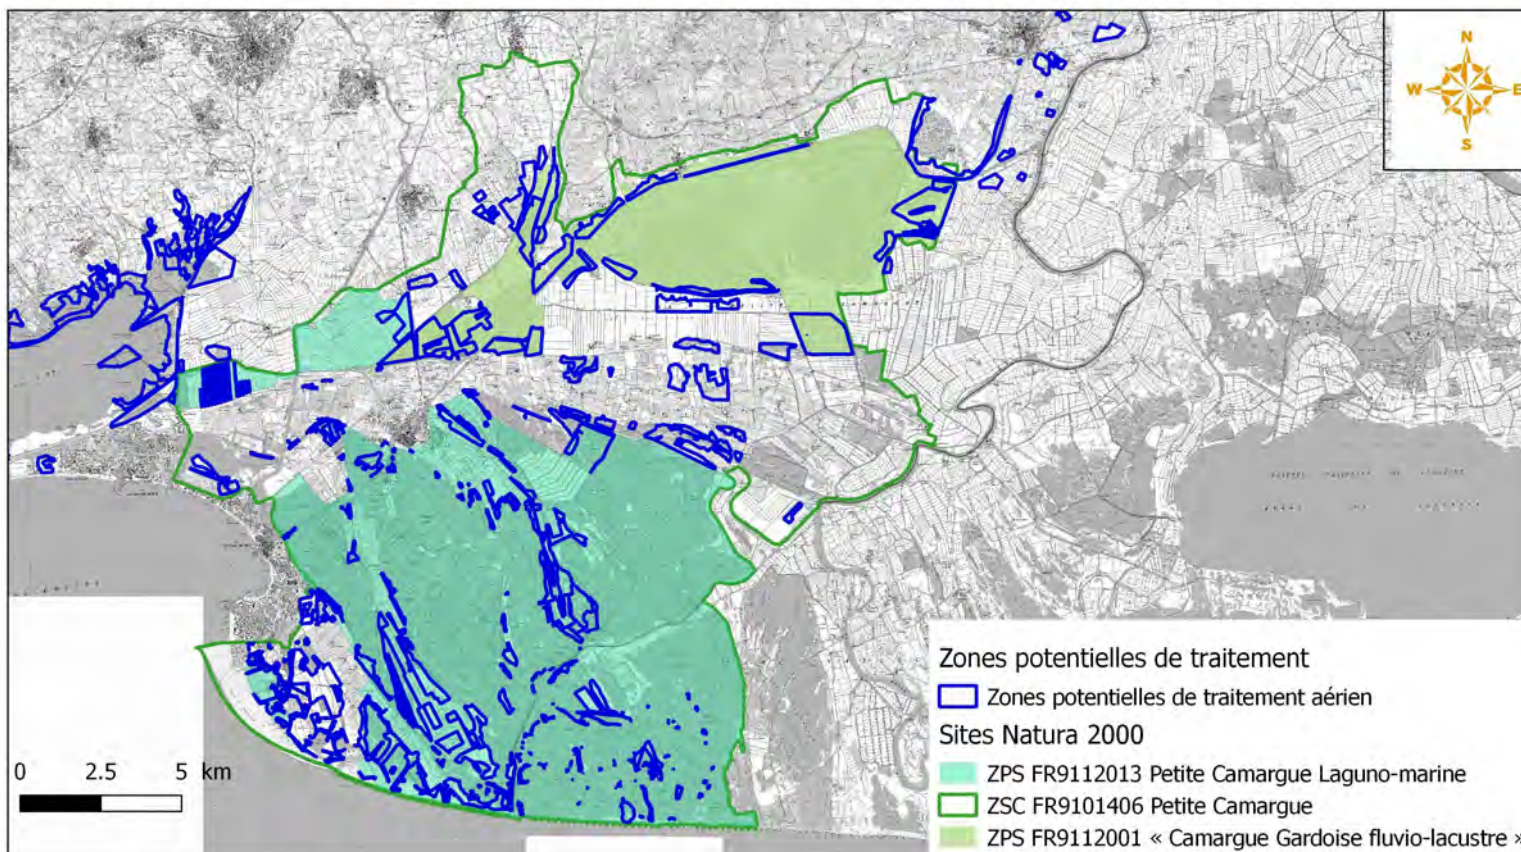 N
W E
S
Zones potentielles de traitement
Zones potentielles de traitement aérien
Sites Natura 2000
ZPS FR9112013 Petite Camargue Laguno-marine
ZSC FR9101406 Petite Camargue
ZPS FR9112001 « Camargue Gardoise fluvio-lacustre »
0 2.5 5 km